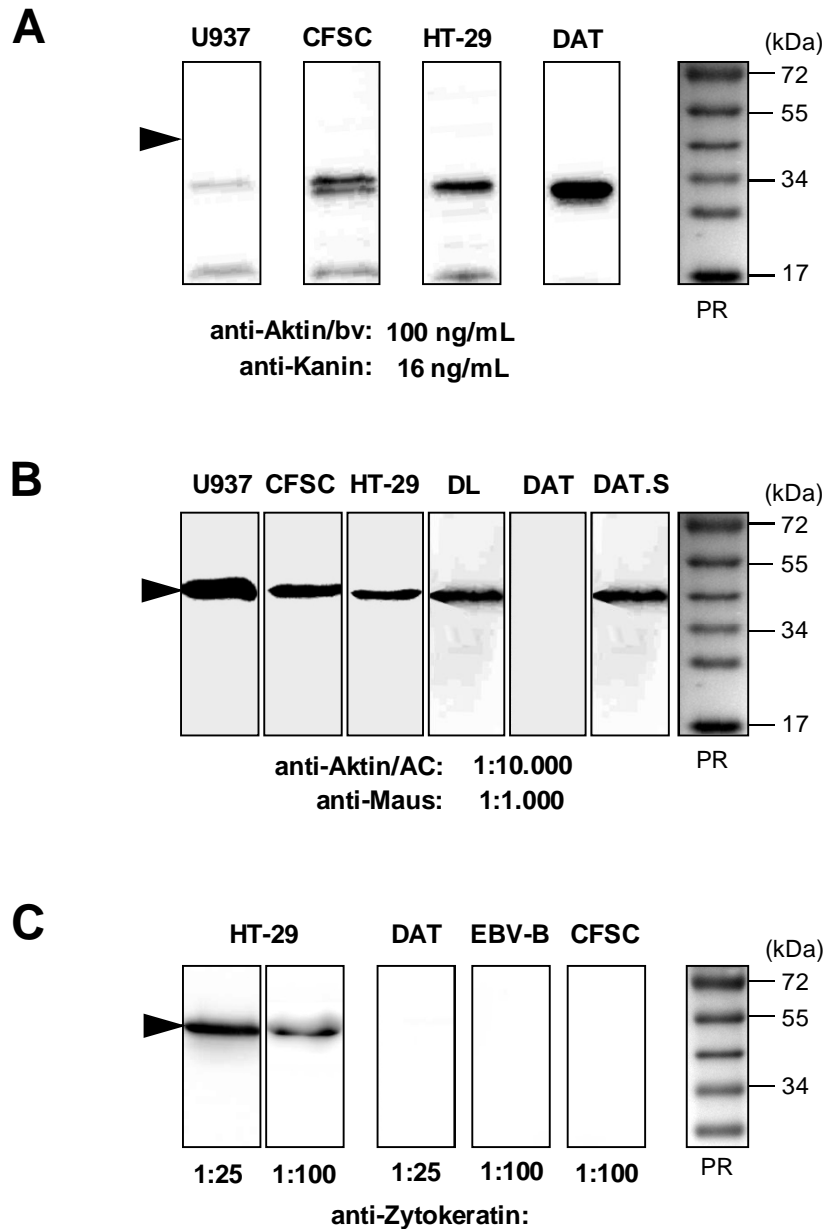 A
U937 CFSC HT-29 DAT (kDa)
72
55
34
17
PR
anti-Aktin/bv: 100 ng/mL
anti-Kanin: 16 ng/mL
B
U937 CFSC HT-29 DL DAT DAT.S (kDa)
72
55
34
17
PR
anti-Aktin/AC: 1:10.000
anti-Maus: 1:1.000
C
HT-29 DAT EBV-B CFSC (kDa)
72
55
34
PR
1:25 1:100 1:25 1:100 1:100
anti-Zytokeratin: